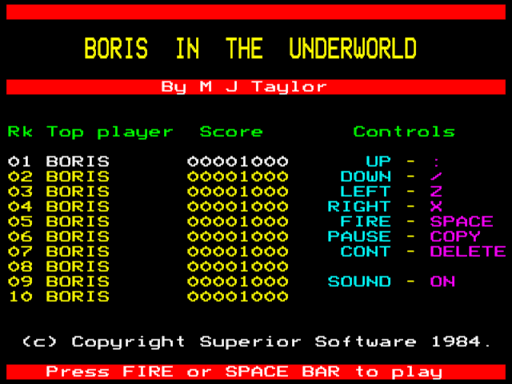 BORIS IN THE UNDERWORLD
By M J Taylor
Rk Top player Score Controls
01 BORIS 00001000 UP - :
02 BORIS 00001000 DOWN - /
03 BORIS 00001000 LEFT - Z
04 BORIS 00001000 RIGHT - X
05 BORIS 00001000 FIRE - SPACE
06 BORIS 00001000 PAUSE - COPY
07 BORIS 00001000 CONT - DELETE
08 BORIS 00001000
09 BORIS 00001000 SOUND - ON
10 BORIS 00001000
(c) Copyright Superior Software 1984.
Press FIRE or SPACE BAR to play